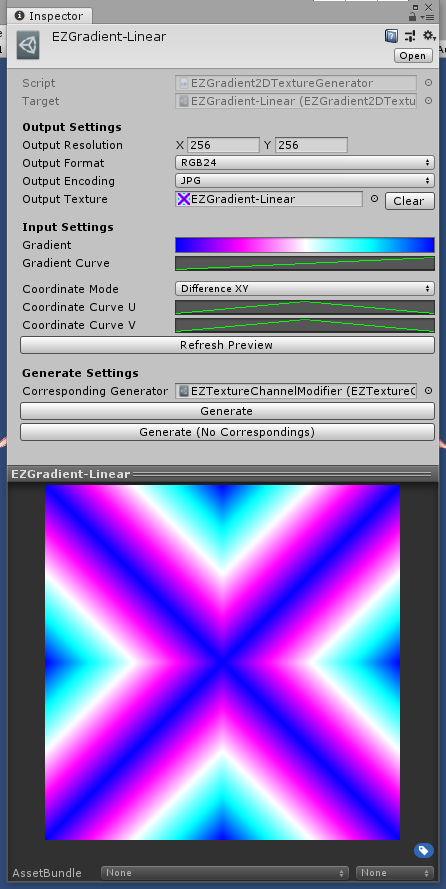 Inspector
EZGradient-Linear
Open
Script EZGradient2DTextureGenerator
Target EZGradient-Linear (EZGradient2DTextu
Output Settings
Output Resolution X 256 Y 256
Output Format RGB24
Output Encoding JPG
Output Texture EZGradient-Linear Clear
Input Settings
Gradient
Gradient Curve
Coordinate Mode Difference XY
Coordinate Curve U
Coordinate Curve V
Refresh Preview
Generate Settings
Corresponding Generator EZTextureChannelModifier (EZTextureC
Generate
Generate (No Correspondings)
EZGradient-Linear
AssetBundle None None